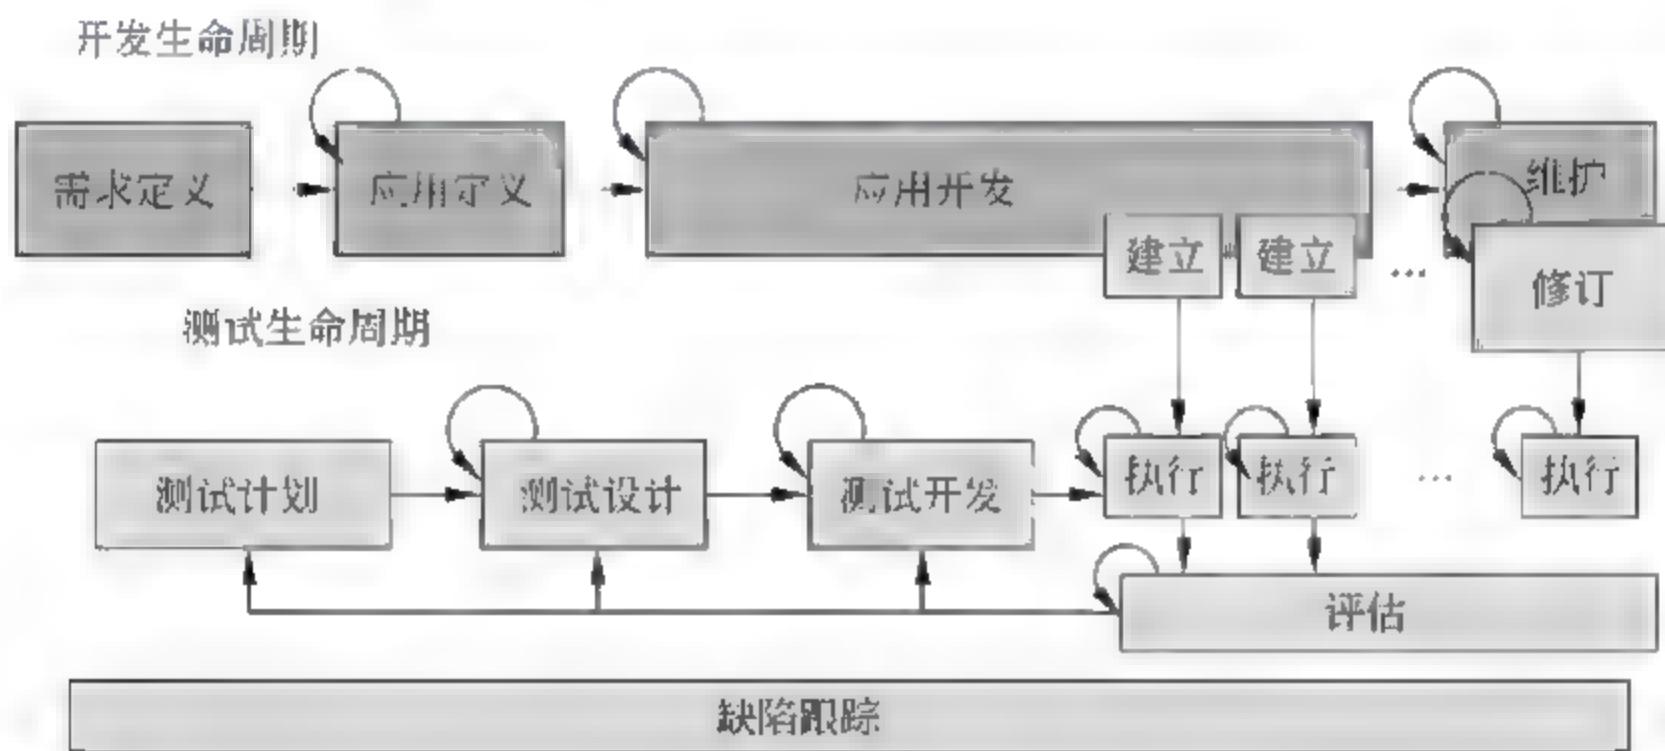 开发生命周期
需求定义
应用定义
应用开发
维护
建立
建立
...
修订
测试生命周期
测试计划
测试设计
测试开发
执行
执行
...
执行
评估
缺陷跟踪